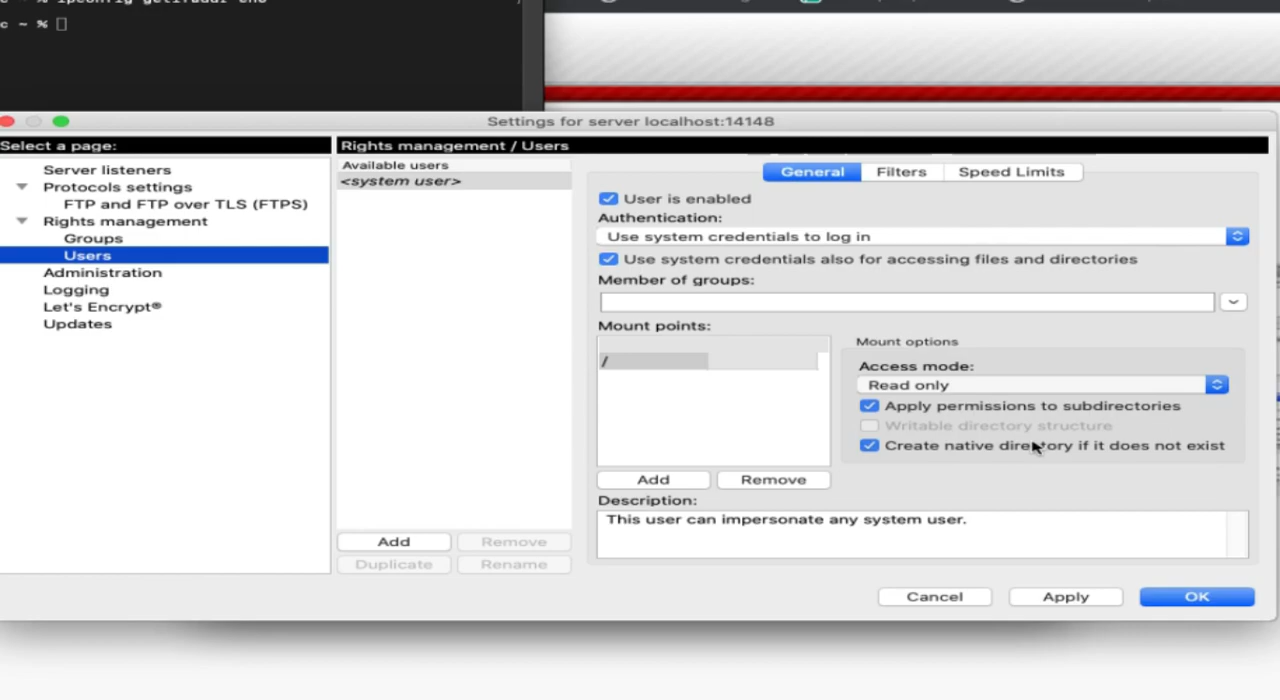 c ~ %
Settings for server localhost:14148
Select a page:
Server listeners
Protocols settings
FTP and FTP over TLS (FTPS)
Rights management
Groups
Users
Administration
Logging
Let's Encrypt®
Updates
Rights management / Users
Available users
<system user>
Add
Remove
Duplicate
Rename
General
Filters
Speed Limits
User is enabled
Authentication:
Use system credentials to log in
Use system credentials also for accessing files and directories
Member of groups:
Mount points:
/
Add
Remove
Mount options
Access mode:
Read only
Apply permissions to subdirectories
Writable directory structure
Create native directory if it does not exist
Description:
This user can impersonate any system user.
Cancel
Apply
OK